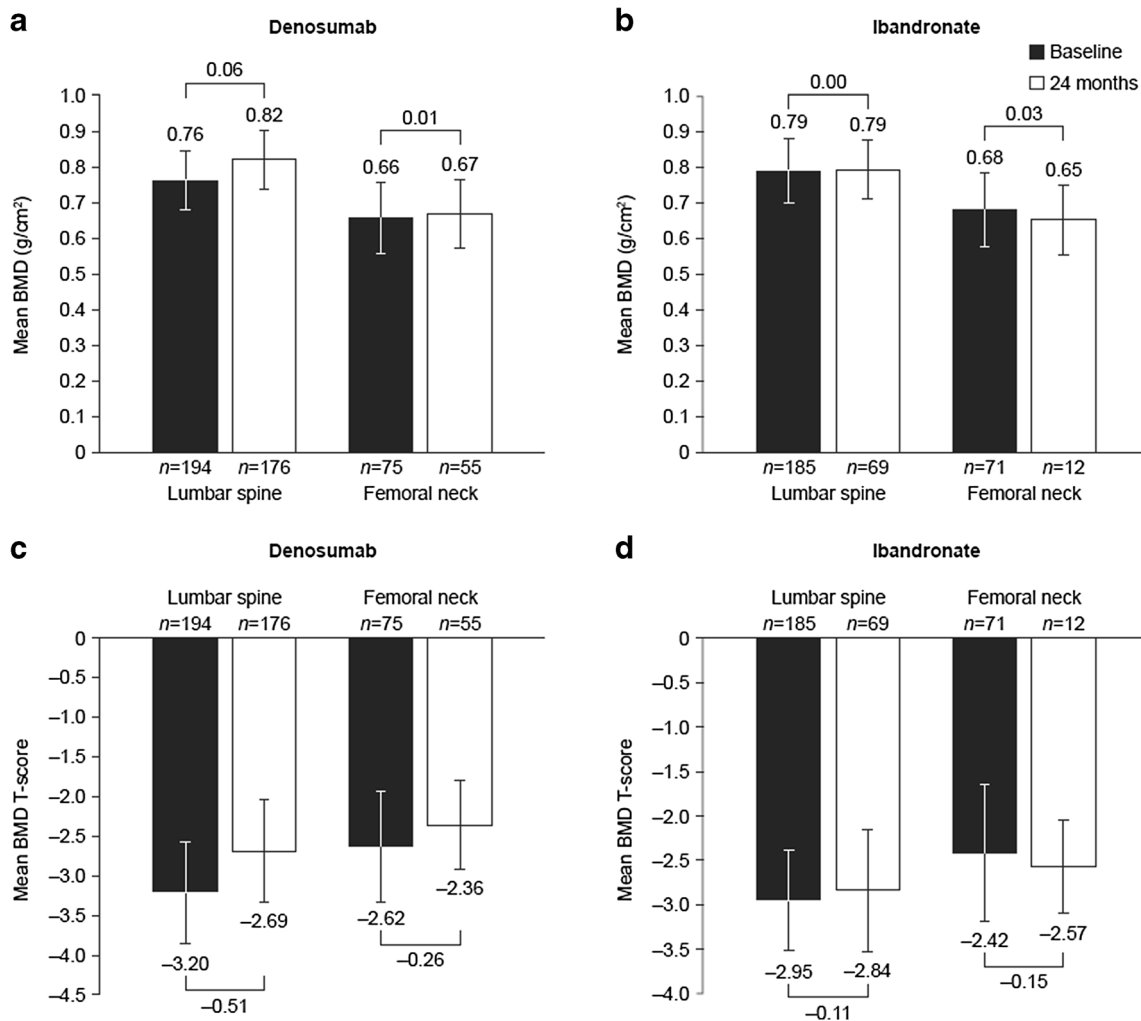 a
Denosumab
0.06
0.01
0.76
0.82
0.66
0.67
1.0
0.9
0.8
0.7
0.6
0.5
0.4
0.3
0.2
0.1
0
Mean BMD (g/cm²)
n=194 n=176 n=75 n=55
Lumbar spine Femoral neck
b
Ibandronate
Baseline
24 months
0.00
0.03
0.79
0.79
0.68
0.65
1.0
0.9
0.8
0.7
0.6
0.5
0.4
0.3
0.2
0.1
0
Mean BMD (g/cm²)
n=185 n=69 n=71 n=12
Lumbar spine Femoral neck
c
Denosumab
Lumbar spine Femoral neck
n=194 n=176 n=75 n=55
0
–0.5
–1.0
–1.5
–2.0
–2.5
–3.0
–3.5
–4.0
–4.5
Mean BMD T-score
–3.20
–2.69
–2.62
–2.36
–0.51
–0.26
d
Ibandronate
Lumbar spine Femoral neck
n=185 n=69 n=71 n=12
0
–0.5
–1.0
–1.5
–2.0
–2.5
–3.0
–3.5
–4.0
Mean BMD T-score
–2.95
–2.84
–2.42
–2.57
–0.11
–0.15